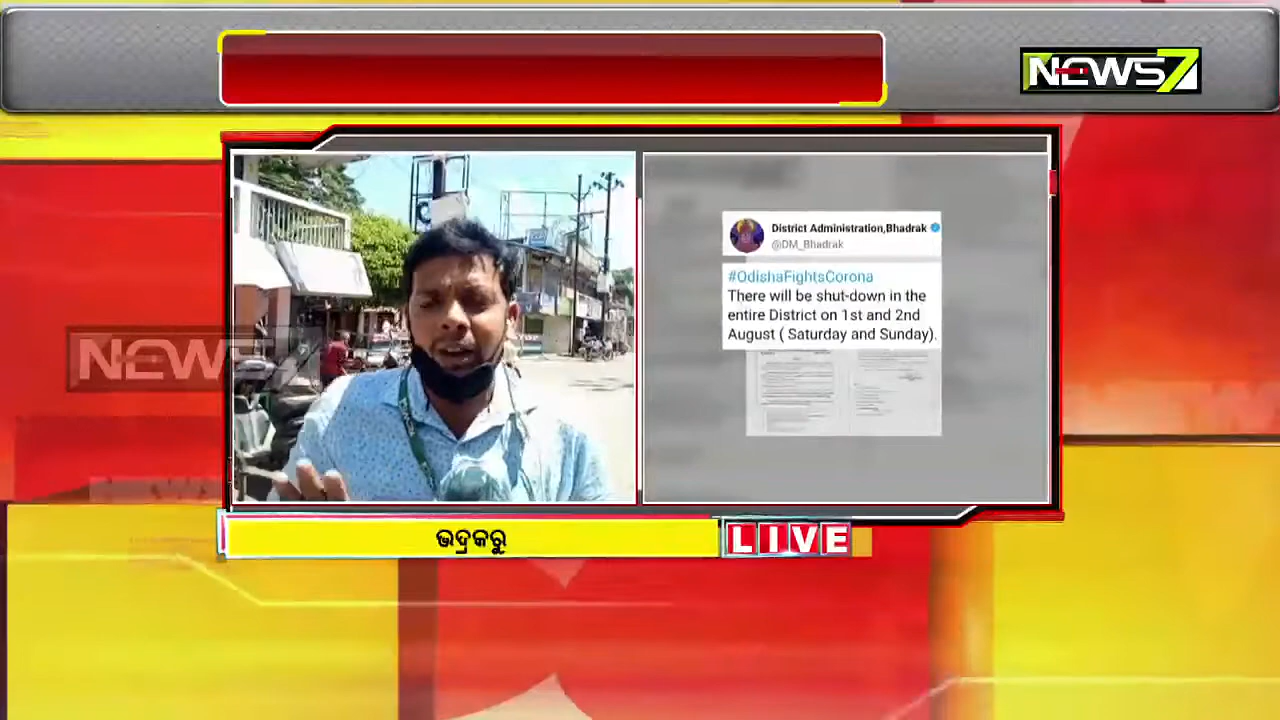 NEWS7
District Administration,Bhadrak
@DM_Bhadrak
#OdishaFightsCorona
There will be shut-down in the
entire District on 1st and 2nd
August ( Saturday and Sunday).
NEWS7
ଭଦ୍ରକରୁ
LIVE